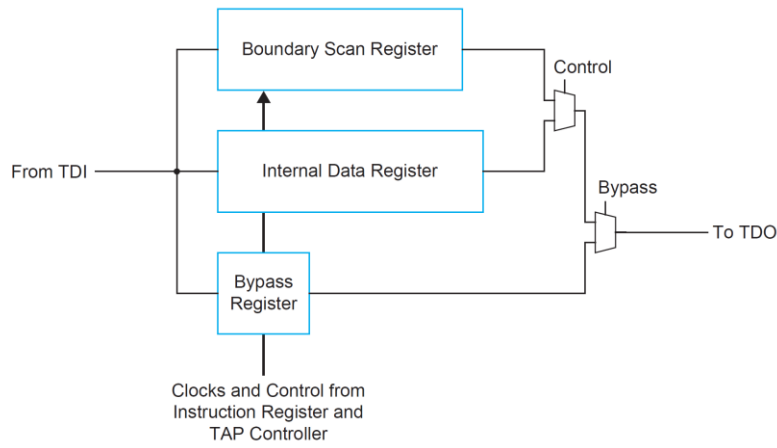 Boundary Scan Register
Control
From TDI
Internal Data Register
Bypass
To TDO
Bypass
Register
Clocks and Control from
Instruction Register and
TAP Controller